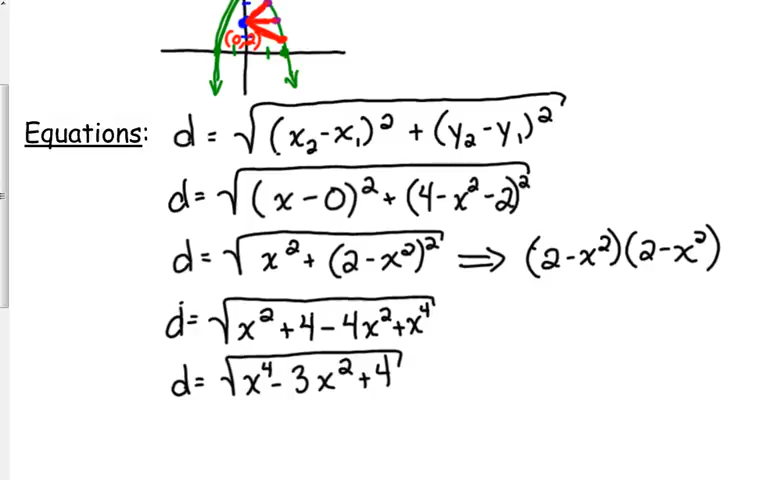 (0,2)
Equations: d = √((x₂-x₁)² + (y₂-y₁)²)
d = √((x-0)² + (4-x²-2)²)
d = √(x² + (2-x²)²) ⟹ (2-x²)(2-x²)
d = √(x²+4-4x²+x⁴)
d = √(x⁴-3x²+4)